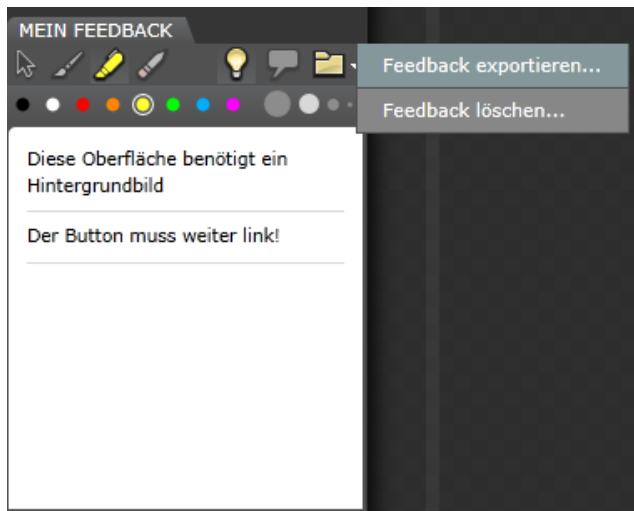 MEIN FEEDBACK
Feedback exportieren...
Feedback löschen...
Diese Oberfläche benötigt ein
Hintergrundbild
Der Button muss weiter link!